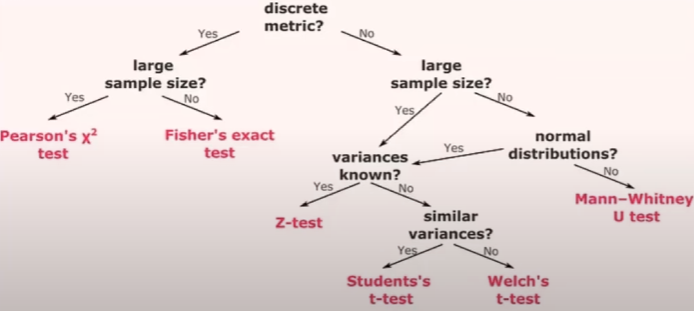 discrete
metric?
Yes
No
large
sample size?
large
sample size?
Yes
No
Yes
No
Pearson's χ²
test
Fisher's exact
test
variances
known?
Yes
normal
distributions?
Yes
No
No
Z-test
similar
variances?
Mann–Whitney
U test
Yes
No
Students's
t-test
Welch's
t-test